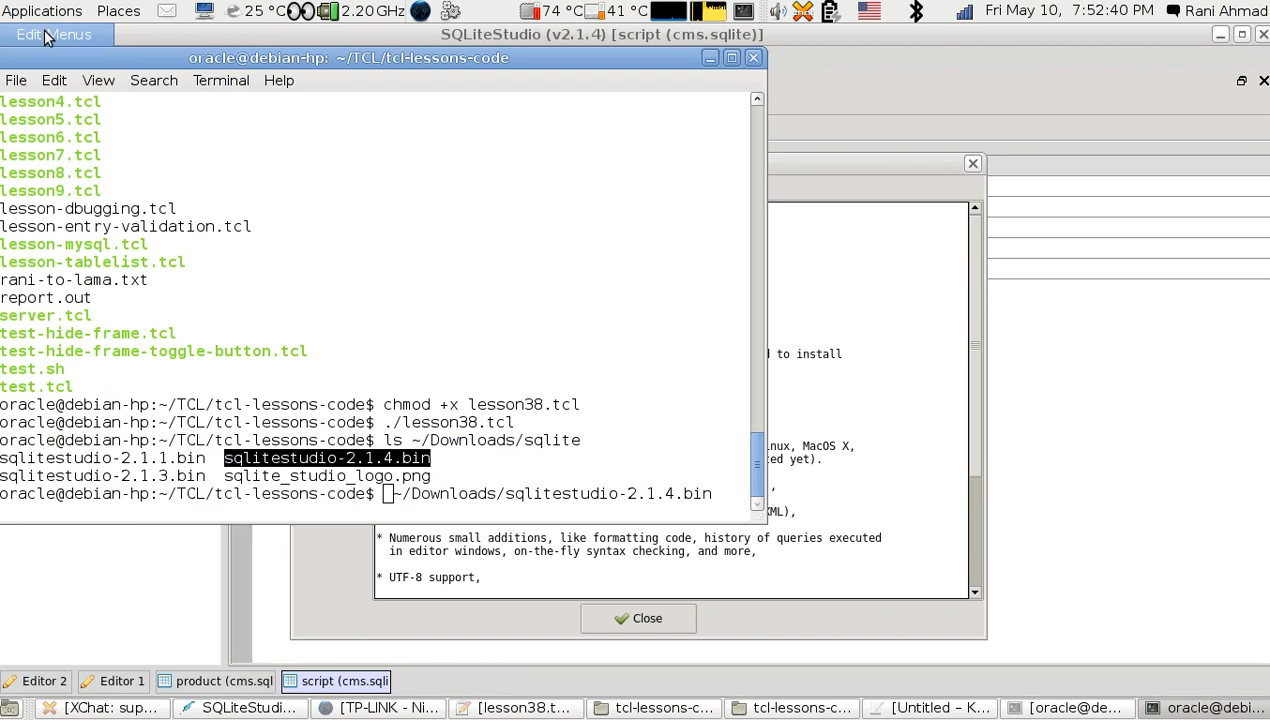 Applications Places 25 °C 2.20 GHz 74 °C 41 °C Fri May 10, 7:52:40 PM Rani Ahmad
Edit Menus SQLiteStudio (v2.1.4) [script (cms.sqlite)]
oracle@debian-hp: ~/TCL/tcl-lessons-code
File Edit View Search Terminal Help
lesson4.tcl
lesson5.tcl
lesson6.tcl
lesson7.tcl
lesson8.tcl
lesson9.tcl
lesson-dbugging.tcl
lesson-entry-validation.tcl
lesson-mysql.tcl
lesson-tablelist.tcl
rani-to-lama.txt
report.out
server.tcl
test-hide-frame.tcl
test-hide-frame-toggle-button.tcl
test.sh
test.tcl
oracle@debian-hp:~/TCL/tcl-lessons-code$ chmod +x lesson38.tcl
oracle@debian-hp:~/TCL/tcl-lessons-code$ ./lesson38.tcl
oracle@debian-hp:~/TCL/tcl-lessons-code$ ls ~/Downloads/sqlite
sqlitestudio-2.1.1.bin sqlitestudio-2.1.4.bin
sqlitestudio-2.1.3.bin sqlite_studio_logo.png
oracle@debian-hp:~/TCL/tcl-lessons-code$ ~/Downloads/sqlitestudio-2.1.4.bin
to install
MacOS X,
yet).
* Numerous small additions, like formatting code, history of queries executed
in editor windows, on-the-fly syntax checking, and more,
* UTF-8 support,
Close
Editor 2 Editor 1 product (cms.sql script (cms.sqli
[XChat: sup... SQLiteStudi... [TP-LINK - Ni... [lesson38.t... tcl-lessons-c... tcl-lessons-c... [Untitled – K... [oracle@de... oracle@debi...